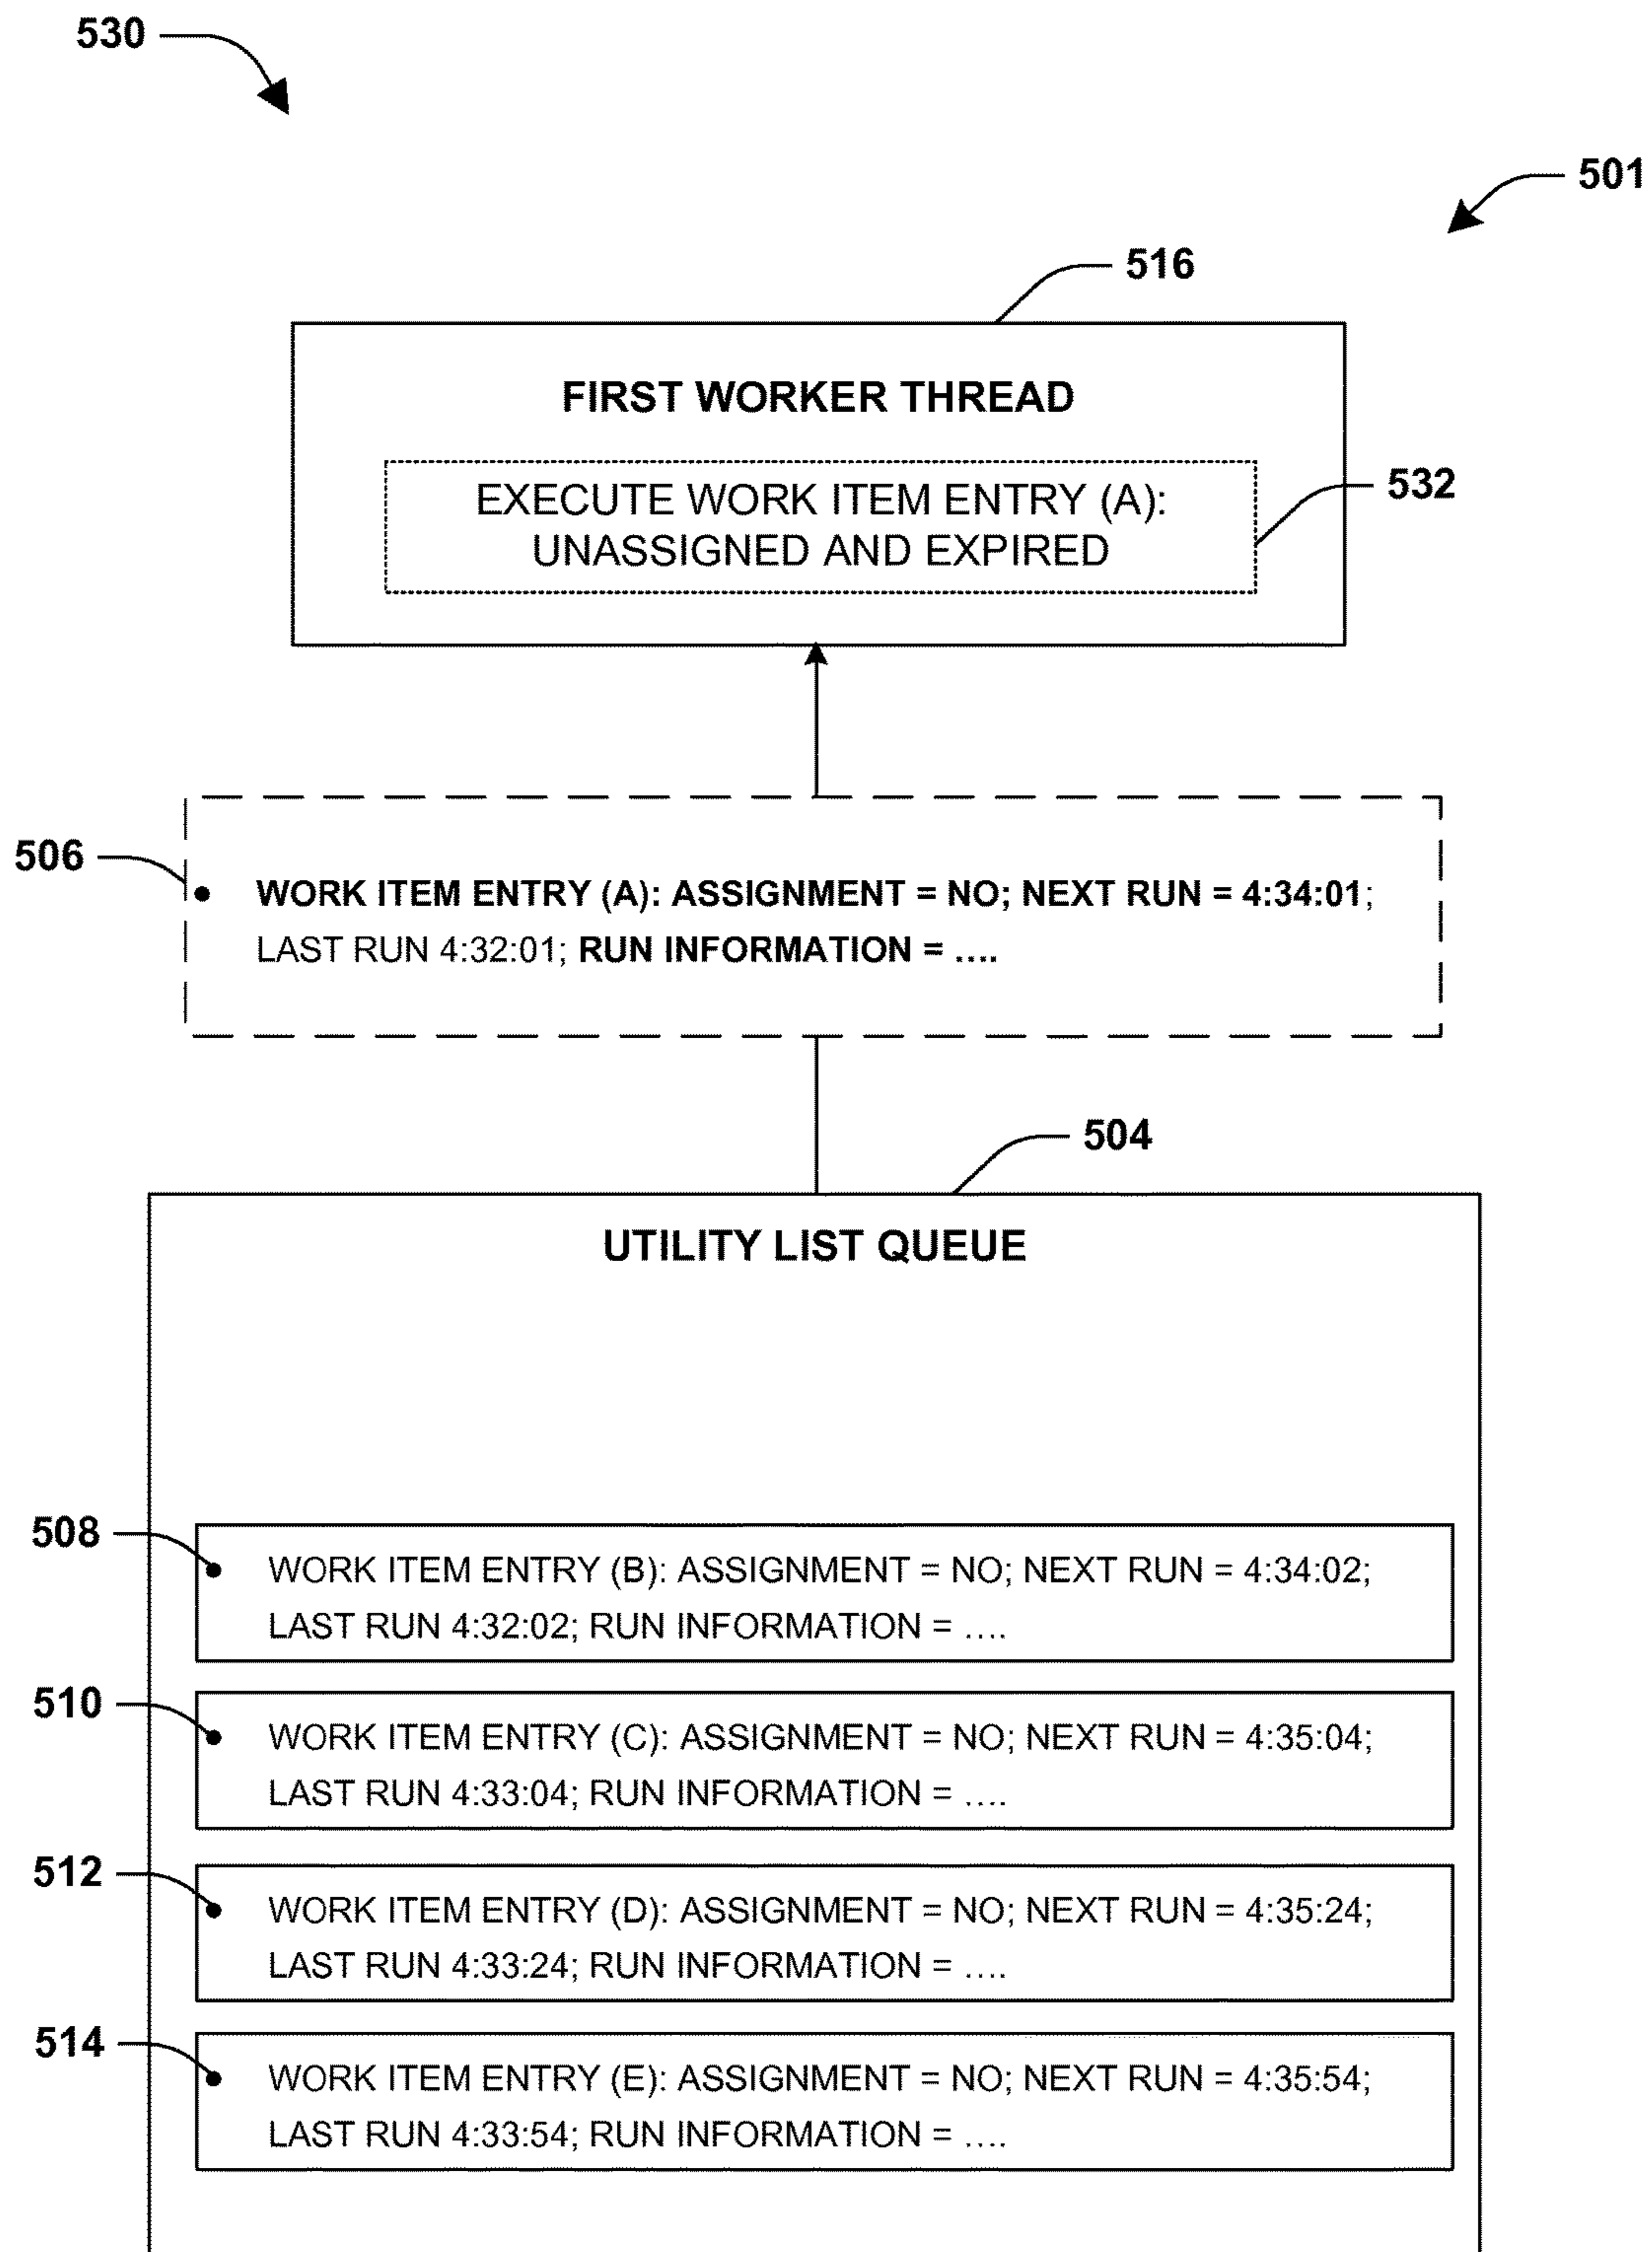 530
501
516
FIRST WORKER THREAD
EXECUTE WORK ITEM ENTRY (A):
UNASSIGNED AND EXPIRED
532
506
• WORK ITEM ENTRY (A): ASSIGNMENT = NO; NEXT RUN = 4:34:01;
LAST RUN 4:32:01; RUN INFORMATION = ....
504
UTILITY LIST QUEUE
508
• WORK ITEM ENTRY (B): ASSIGNMENT = NO; NEXT RUN = 4:34:02;
LAST RUN 4:32:02; RUN INFORMATION = ....
510
• WORK ITEM ENTRY (C): ASSIGNMENT = NO; NEXT RUN = 4:35:04;
LAST RUN 4:33:04; RUN INFORMATION = ....
512
• WORK ITEM ENTRY (D): ASSIGNMENT = NO; NEXT RUN = 4:35:24;
LAST RUN 4:33:24; RUN INFORMATION = ....
514
• WORK ITEM ENTRY (E): ASSIGNMENT = NO; NEXT RUN = 4:35:54;
LAST RUN 4:33:54; RUN INFORMATION = ....